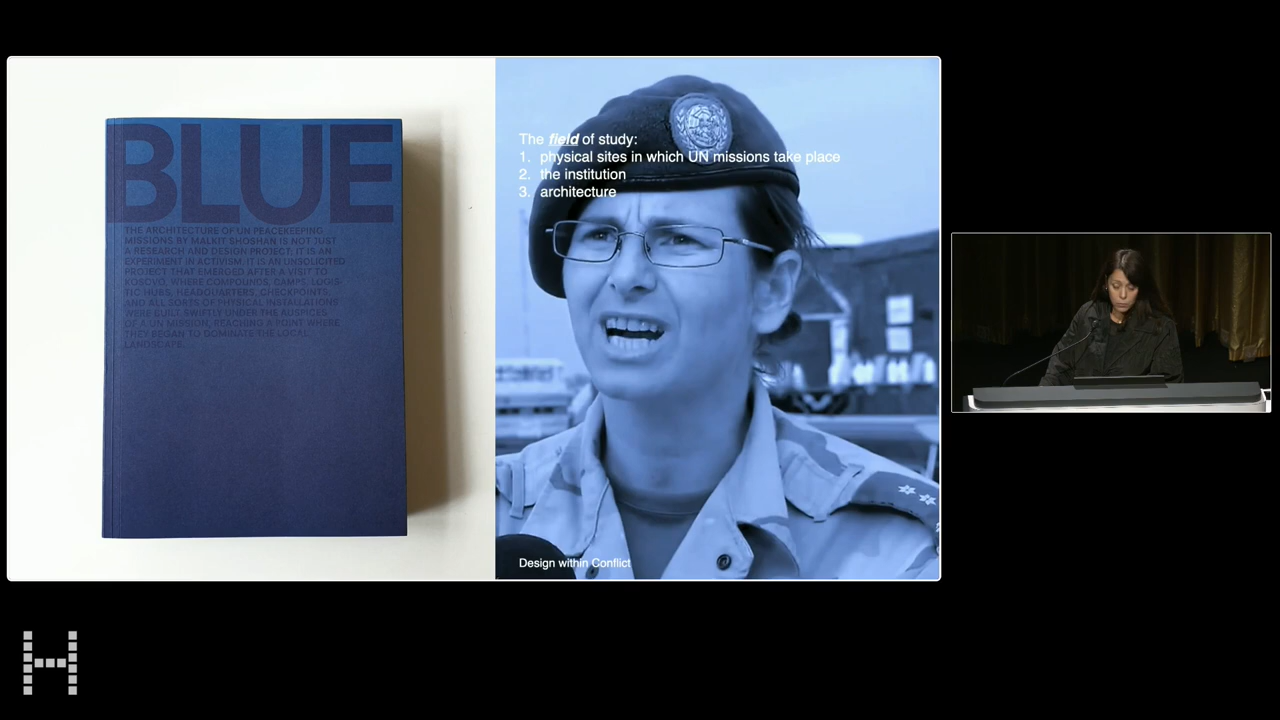 BLUE
THE ARCHITECTURE OF UN PEACEKEEPING
MISSIONS BY MALKIT SHOSHAN IS NOT JUST
A RESEARCH AND DESIGN PROJECT; IT IS AN
EXPERIMENT IN ACTIVISM. IT IS AN UNSOLICITED
PROJECT THAT EMERGED AFTER A VISIT TO
KOSOVO, WHERE COMPOUNDS, CAMPS, LOGIS-
TIC HUBS, HEADQUARTERS, CHECKPOINTS,
AND ALL SORTS OF PHYSICAL INSTALLATIONS
WERE BUILT SWIFTLY UNDER THE AUSPICES
OF A UN MISSION, REACHING A POINT WHERE
THEY BEGAN TO DOMINATE THE LOCAL
LANDSCAPE.
The field of study:
1. physical sites in which UN missions take place
2. the institution
3. architecture
Design within Conflict
H